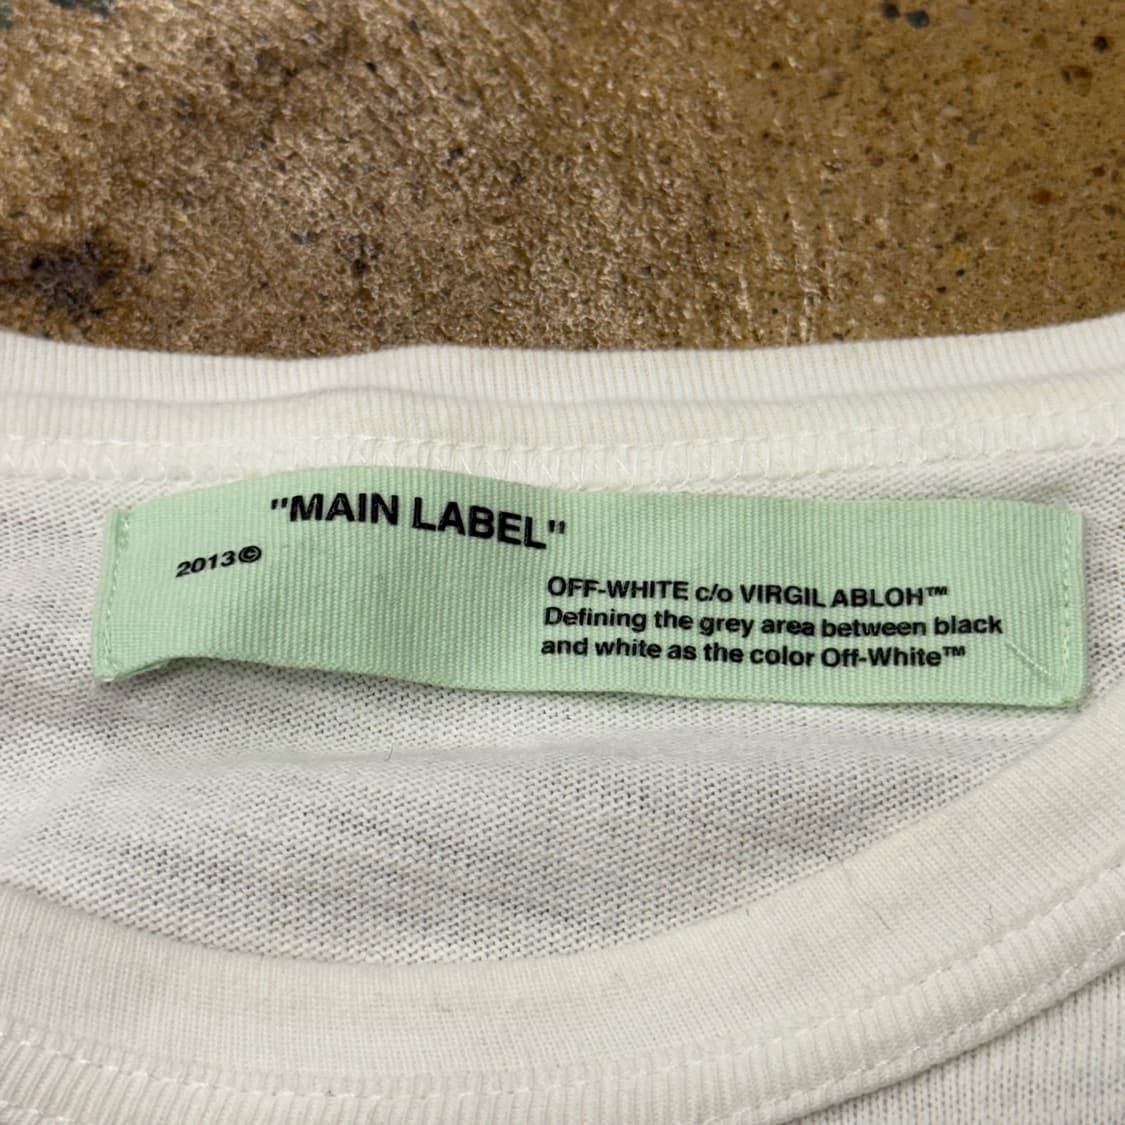 "MAIN LABEL"
2013©
OFF-WHITE c/o VIRGIL ABLOH™
Defining the grey area between black
and white as the color Off-White™